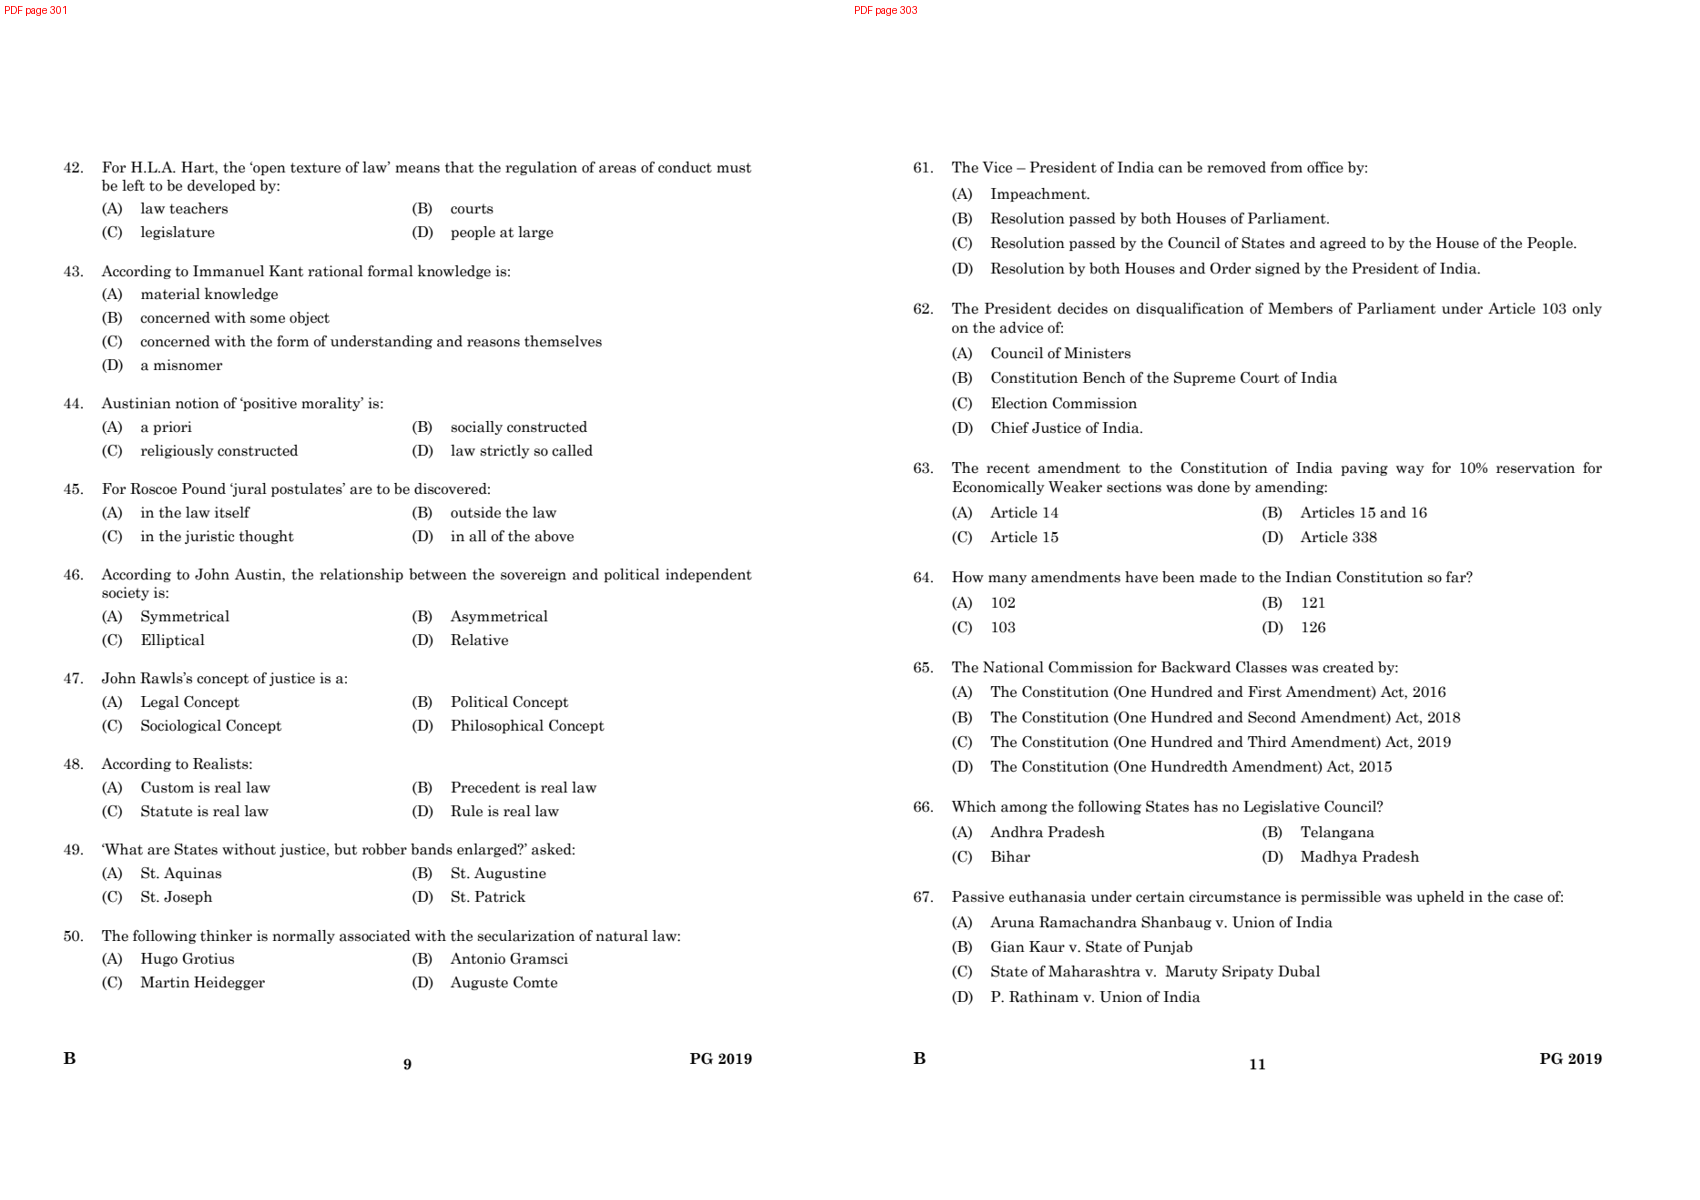 PDF page 301
42. For H.L.A. Hart, the ‘open texture of law’ means that the regulation of areas of conduct must
be left to be developed by:
(A) law teachers (B) courts
(C) legislature (D) people at large
43. According to Immanuel Kant rational formal knowledge is:
(A) material knowledge
(B) concerned with some object
(C) concerned with the form of understanding and reasons themselves
(D) a misnomer
44. Austinian notion of ‘positive morality’ is:
(A) a priori (B) socially constructed
(C) religiously constructed (D) law strictly so called
45. For Roscoe Pound ‘jural postulates’ are to be discovered:
(A) in the law itself (B) outside the law
(C) in the juristic thought (D) in all of the above
46. According to John Austin, the relationship between the sovereign and political independent
society is:
(A) Symmetrical (B) Asymmetrical
(C) Elliptical (D) Relative
47. John Rawls’s concept of justice is a:
(A) Legal Concept (B) Political Concept
(C) Sociological Concept (D) Philosophical Concept
48. According to Realists:
(A) Custom is real law (B) Precedent is real law
(C) Statute is real law (D) Rule is real law
49. ‘What are States without justice, but robber bands enlarged?’ asked:
(A) St. Aquinas (B) St. Augustine
(C) St. Joseph (D) St. Patrick
50. The following thinker is normally associated with the secularization of natural law:
(A) Hugo Grotius (B) Antonio Gramsci
(C) Martin Heidegger (D) Auguste Comte
B 9 PG 2019
PDF page 303
61. The Vice – President of India can be removed from office by:
(A) Impeachment.
(B) Resolution passed by both Houses of Parliament.
(C) Resolution passed by the Council of States and agreed to by the House of the People.
(D) Resolution by both Houses and Order signed by the President of India.
62. The President decides on disqualification of Members of Parliament under Article 103 only
on the advice of:
(A) Council of Ministers
(B) Constitution Bench of the Supreme Court of India
(C) Election Commission
(D) Chief Justice of India.
63. The recent amendment to the Constitution of India paving way for 10% reservation for
Economically Weaker sections was done by amending:
(A) Article 14 (B) Articles 15 and 16
(C) Article 15 (D) Article 338
64. How many amendments have been made to the Indian Constitution so far?
(A) 102 (B) 121
(C) 103 (D) 126
65. The National Commission for Backward Classes was created by:
(A) The Constitution (One Hundred and First Amendment) Act, 2016
(B) The Constitution (One Hundred and Second Amendment) Act, 2018
(C) The Constitution (One Hundred and Third Amendment) Act, 2019
(D) The Constitution (One Hundredth Amendment) Act, 2015
66. Which among the following States has no Legislative Council?
(A) Andhra Pradesh (B) Telangana
(C) Bihar (D) Madhya Pradesh
67. Passive euthanasia under certain circumstance is permissible was upheld in the case of:
(A) Aruna Ramachandra Shanbaug v. Union of India
(B) Gian Kaur v. State of Punjab
(C) State of Maharashtra v. Maruty Sripaty Dubal
(D) P. Rathinam v. Union of India
B 11 PG 2019